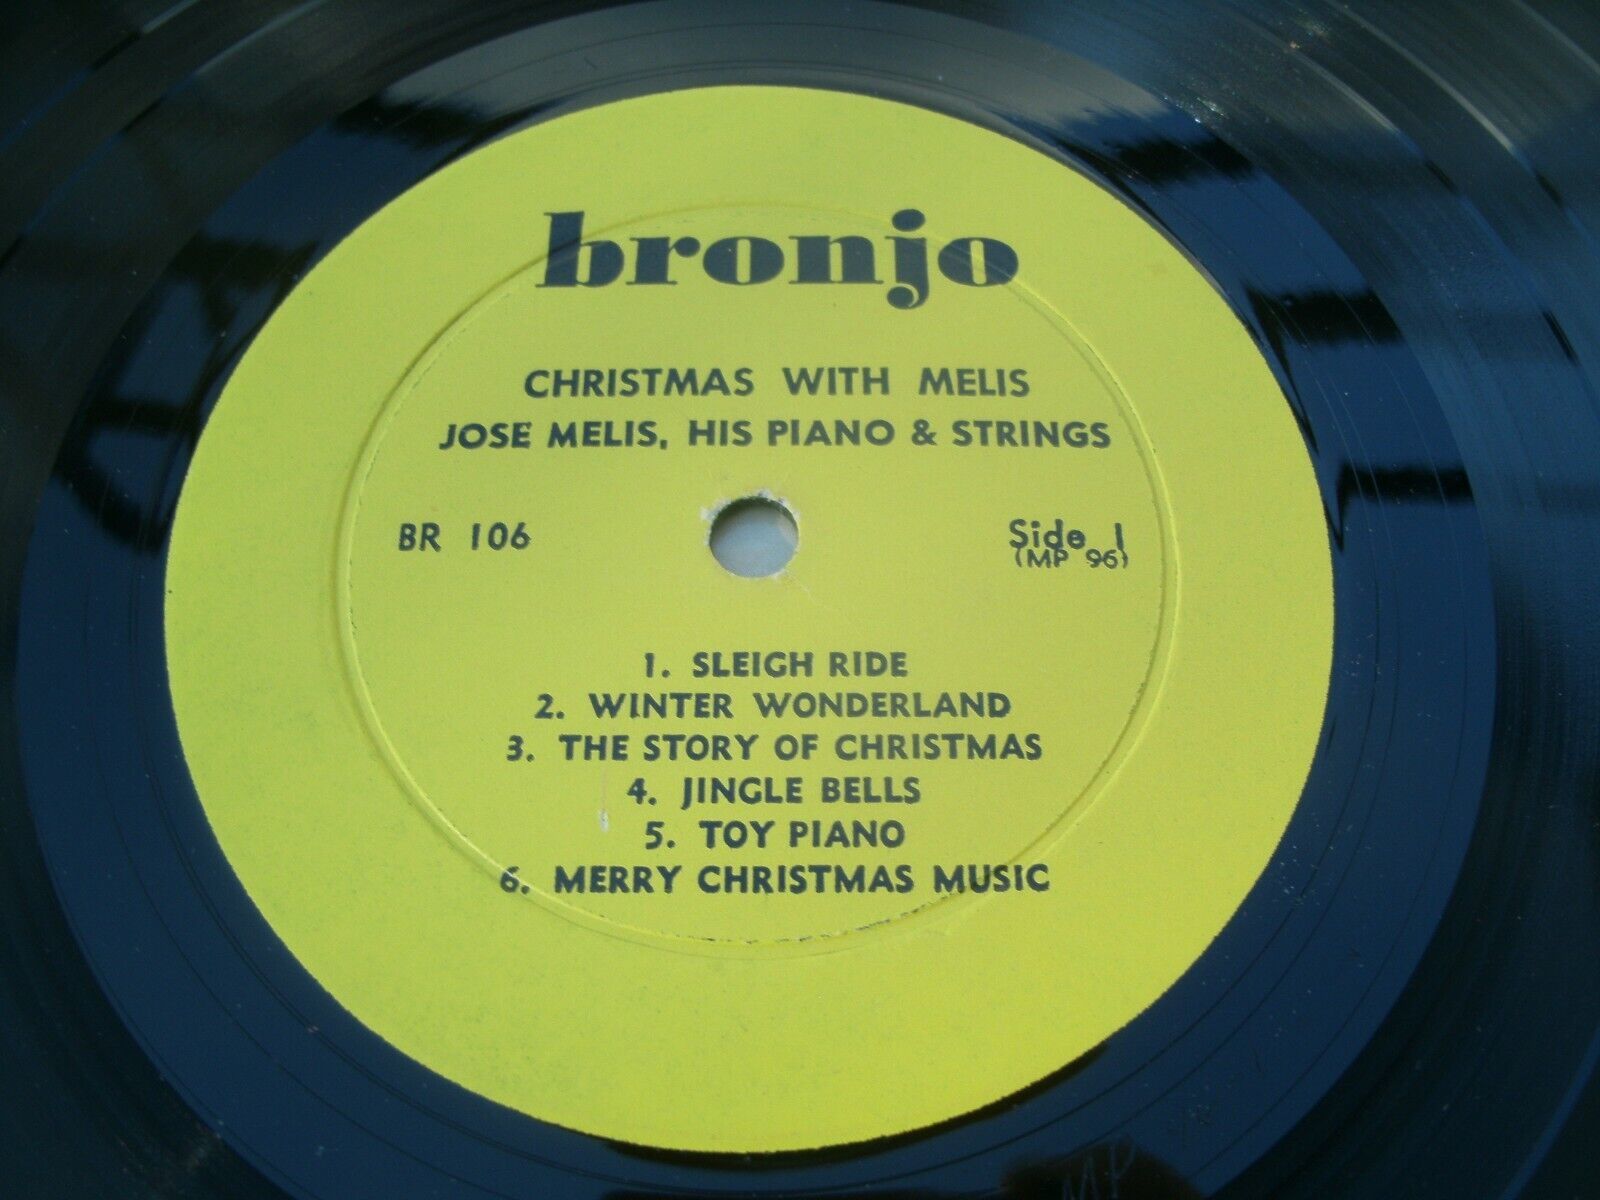 bronjo
CHRISTMAS WITH MELIS
JOSE MELIS, HIS PIANO & STRINGS
BR 106
Side 1
(MP 96)
1. SLEIGH RIDE
2. WINTER WONDERLAND
3. THE STORY OF CHRISTMAS
4. JINGLE BELLS
5. TOY PIANO
6. MERRY CHRISTMAS MUSIC
MP